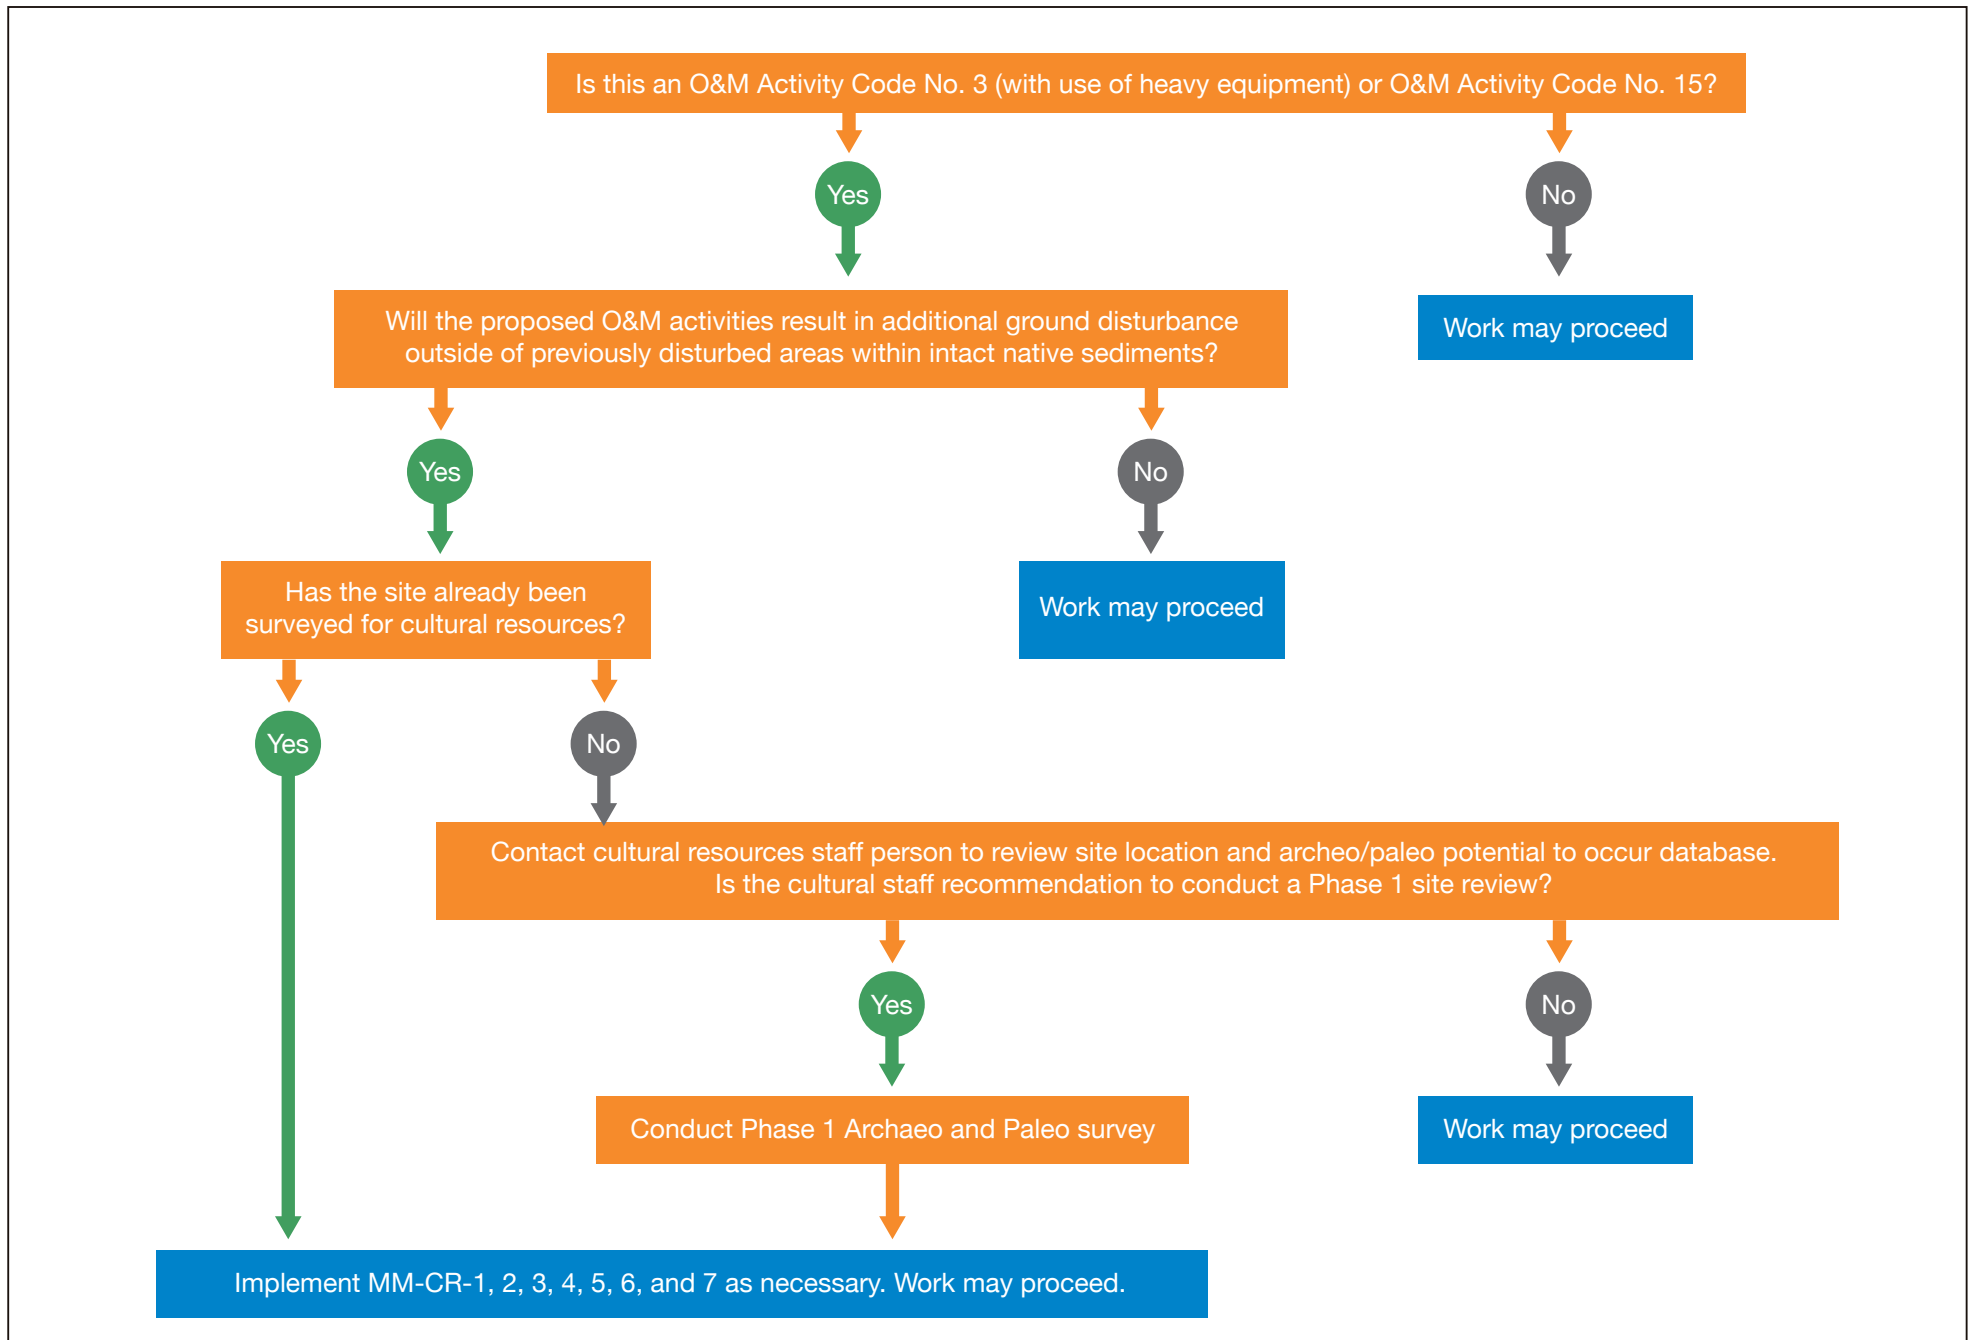 Is this an O&M Activity Code No. 3 (with use of heavy equipment) or O&M Activity Code No. 15?
Yes
No
Will the proposed O&M activities result in additional ground disturbance
outside of previously disturbed areas within intact native sediments?
Work may proceed
Yes
No
Has the site already been
surveyed for cultural resources?
Work may proceed
Yes
No
Contact cultural resources staff person to review site location and archeo/paleo potential to occur database.
Is the cultural staff recommendation to conduct a Phase 1 site review?
Yes
No
Conduct Phase 1 Archaeo and Paleo survey
Work may proceed
Implement MM-CR-1, 2, 3, 4, 5, 6, and 7 as necessary. Work may proceed.